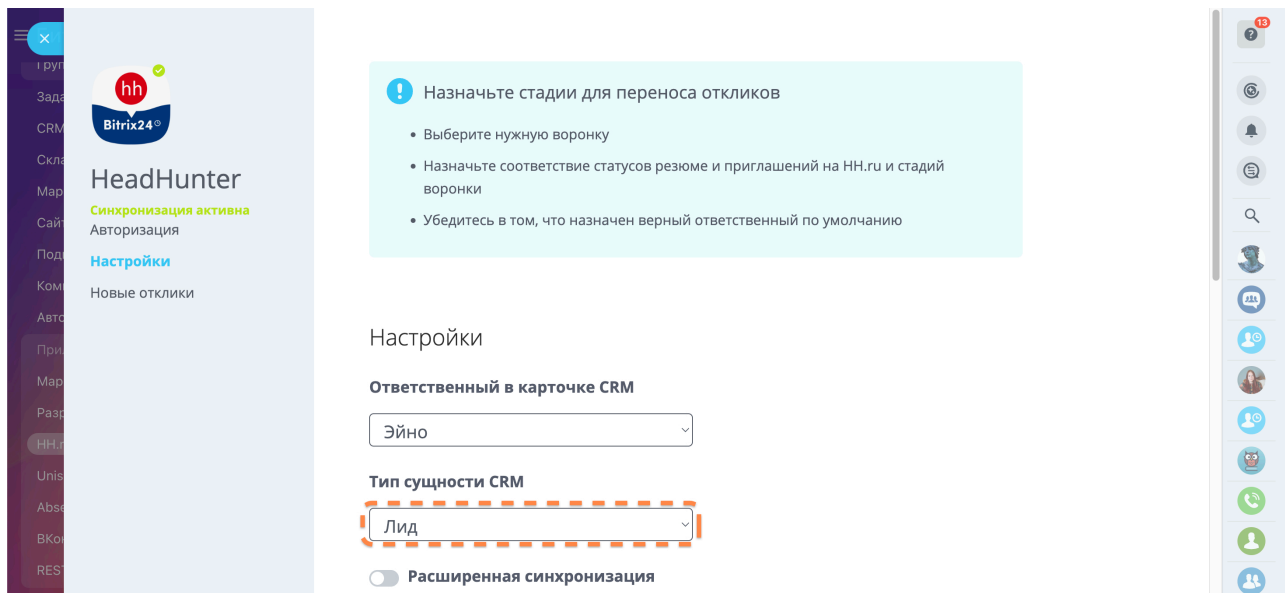 13
hh
Bitrix24
HeadHunter
Синхронизация активна
Авторизация
Настройки
Новые отклики
Назначьте стадии для переноса откликов
• Выберите нужную воронку
• Назначьте соответствие статусов резюме и приглашений на HH.ru и стадий
воронки
• Убедитесь в том, что назначен верный ответственный по умолчанию
Настройки
Ответственный в карточке CRM
Эйно
Тип сущности CRM
Лид
Расширенная синхронизация
CRM